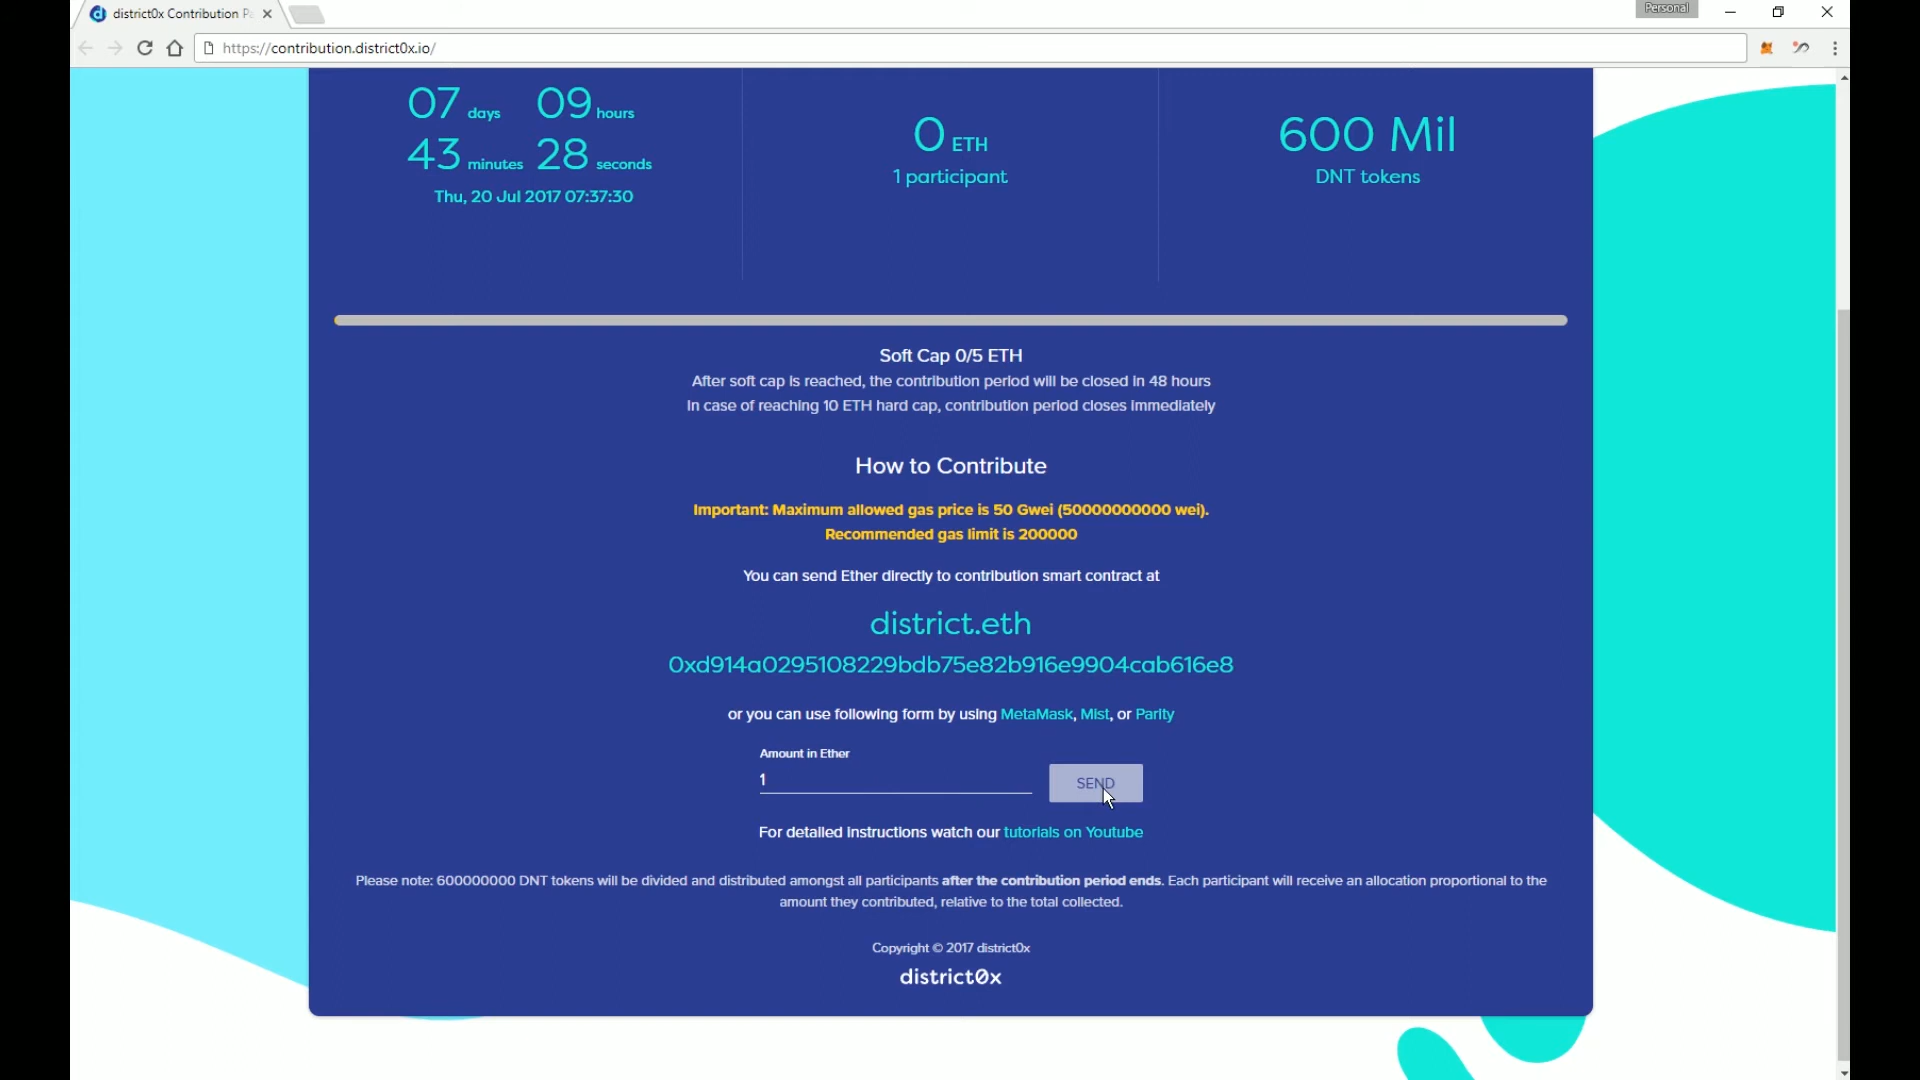 district0x Contribution P
Personal
https://contribution.district0x.io/
07 days 09 hours
43 minutes 28 seconds
Thu, 20 Jul 2017 07:37:30
0 ETH
1 participant
600 Mil
DNT tokens
Soft Cap 0/5 ETH
After soft cap is reached, the contribution period will be closed in 48 hours
In case of reaching 10 ETH hard cap, contribution period closes immediately
How to Contribute
Important: Maximum allowed gas price is 50 Gwei (50000000000 wei).
Recommended gas limit is 200000
You can send Ether directly to contribution smart contract at
district.eth
0xd914a0295108229bdb75e82b916e9904cab616e8
or you can use following form by using MetaMask, Mist, or Parity
Amount in Ether
1
SEND
For detailed instructions watch our tutorials on Youtube
Please note: 600000000 DNT tokens will be divided and distributed amongst all participants after the contribution period ends. Each participant will receive an allocation proportional to the
amount they contributed, relative to the total collected.
Copyright © 2017 district0x
district0x